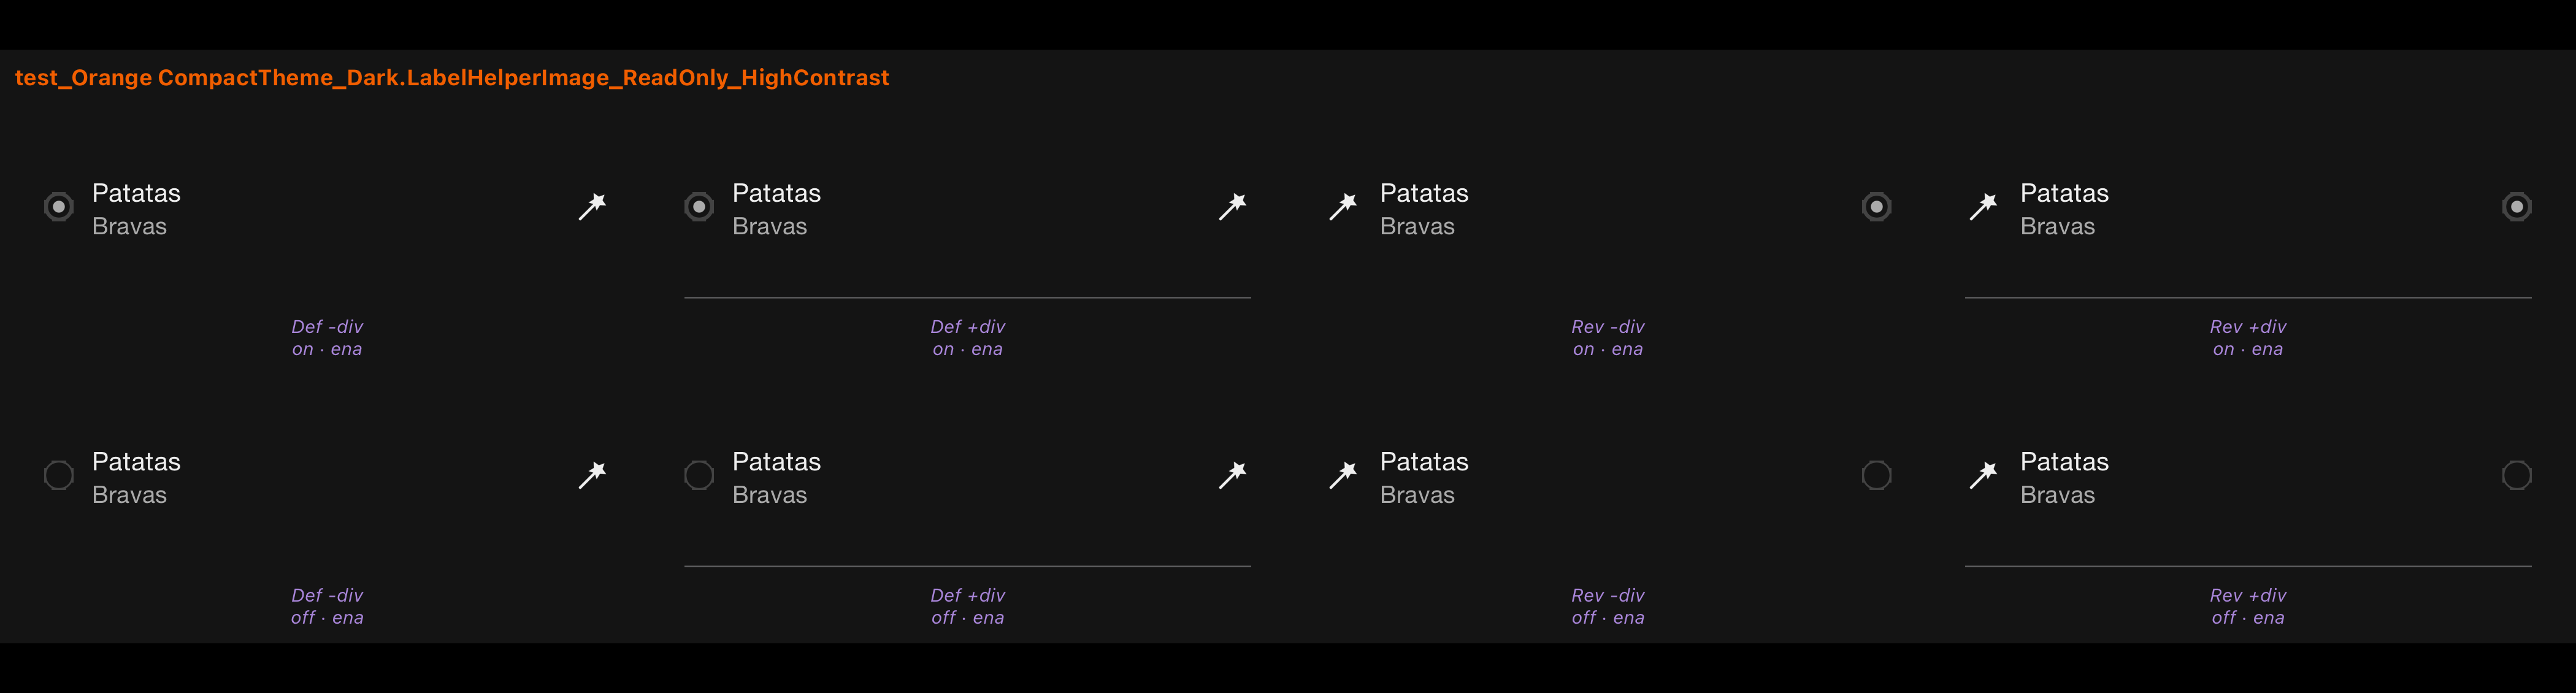 test_Orange CompactTheme_Dark.LabelHelperImage_ReadOnly_HighContrast
Patatas
Bravas
Patatas
Bravas
Patatas
Bravas
Patatas
Bravas
Def -div
on · ena
Def +div
on · ena
Rev -div
on · ena
Rev +div
on · ena
Patatas
Bravas
Patatas
Bravas
Patatas
Bravas
Patatas
Bravas
Def -div
off · ena
Def +div
off · ena
Rev -div
off · ena
Rev +div
off · ena